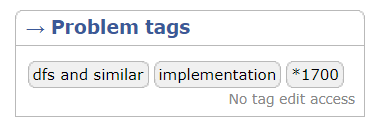 → Problem tags
dfs and similar implementation *1700
No tag edit access